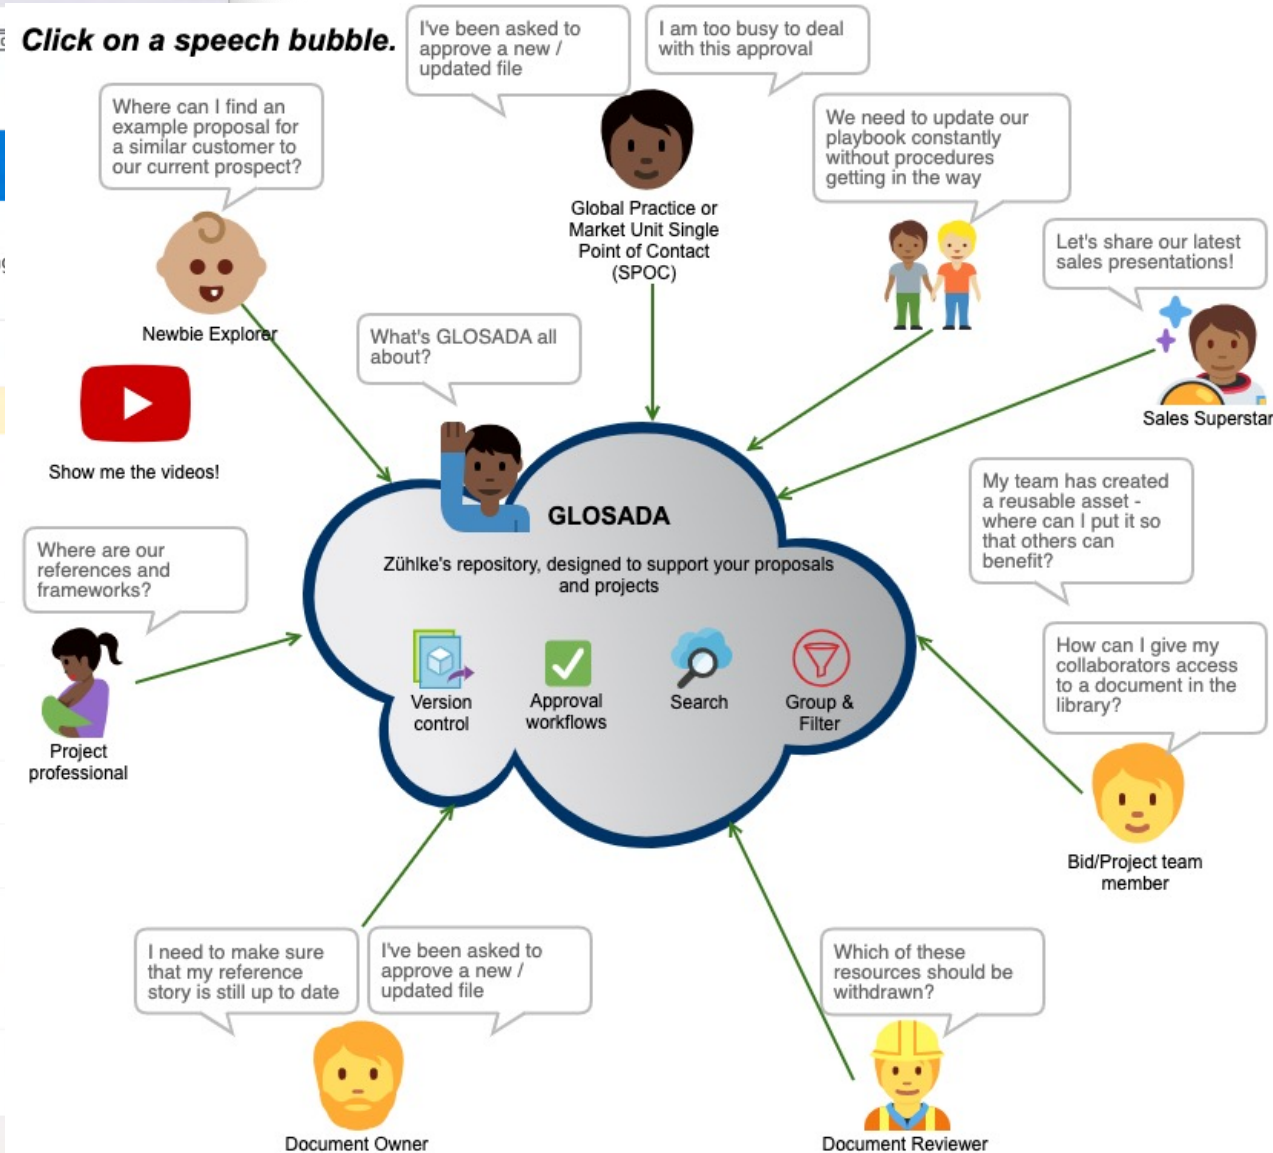 Click on a speech bubble.
I've been asked to
approve a new /
updated file
I am too busy to deal
with this approval
Where can I find an
example proposal for
a similar customer to
our current prospect?
We need to update our
playbook constantly
without procedures
getting in the way
Global Practice or
Market Unit Single
Point of Contact
(SPOC)
Let's share our latest
sales presentations!
Newbie Explorer
What's GLOSADA all
about?
Sales Superstar
Show me the videos!
My team has created
a reusable asset -
where can I put it so
that others can
benefit?
GLOSADA
Zühlke's repository, designed to support your proposals
and projects
Where are our
references and
frameworks?
How can I give my
collaborators access
to a document in the
library?
Version
control
Approval
workflows
Search
Group &
Filter
Project
professional
Bid/Project team
member
I need to make sure
that my reference
story is still up to date
I've been asked to
approve a new /
updated file
Which of these
resources should be
withdrawn?
Document Owner
Document Reviewer